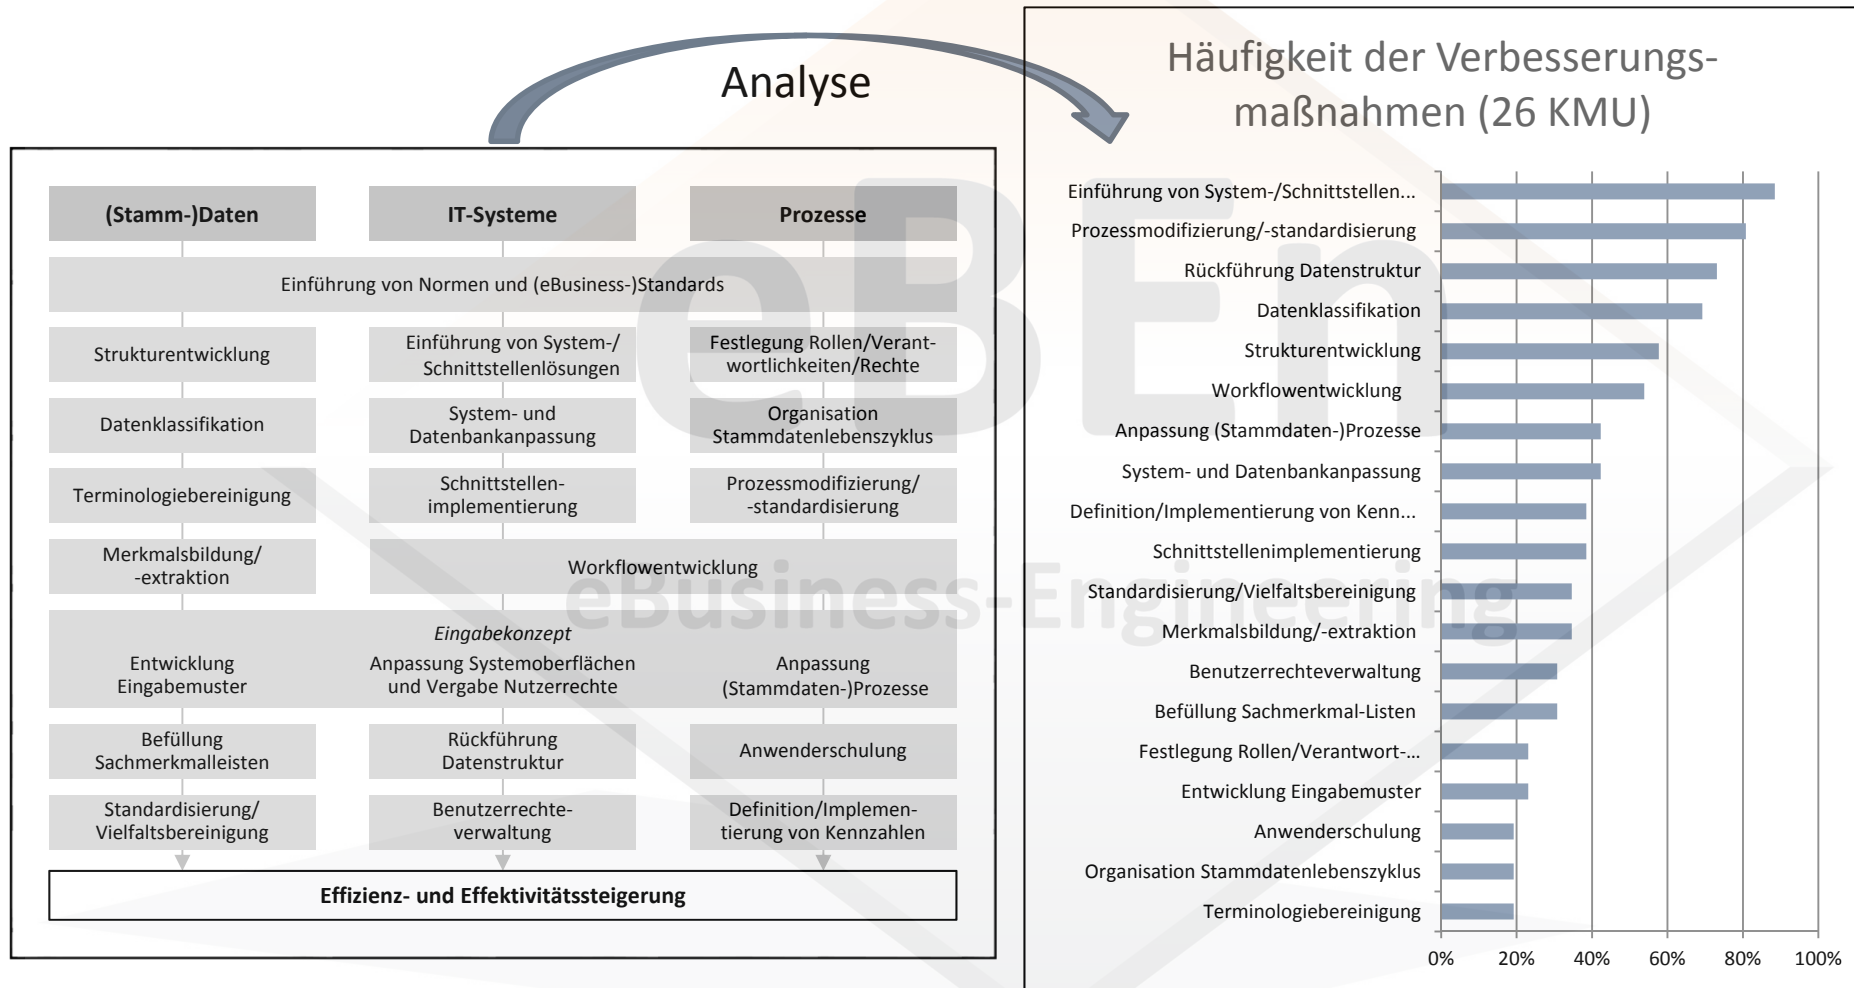 Analyse
(Stamm-)Daten
IT-Systeme
Prozesse
Einführung von Normen und (eBusiness-)Standards
Strukturentwicklung
Einführung von System-/
Schnittstellenlösungen
Festlegung Rollen/Verant-
wortlichkeiten/Rechte
Datenklassifikation
System- und
Datenbankanpassung
Organisation
Stammdatenlebenszyklus
Terminologiebereinigung
Schnittstellen-
implementierung
Prozessmodifizierung/
-standardisierung
Merkmalsbildung/
-extraktion
Workflowentwicklung
Eingabekonzept
Entwicklung
Eingabemuster
Anpassung Systemoberflächen
und Vergabe Nutzerrechte
Anpassung
(Stammdaten-)Prozesse
Befüllung
Sachmerkmalleisten
Rückführung
Datenstruktur
Anwenderschulung
Standardisierung/
Vielfaltsbereinigung
Benutzerrechte-
verwaltung
Definition/Implemen-
tierung von Kennzahlen
Effizienz- und Effektivitätssteigerung
Häufigkeit der Verbesserungs-
maßnahmen (26 KMU)
Einführung von System-/Schnittstellen...
Prozessmodifizierung/-standardisierung
Rückführung Datenstruktur
Datenklassifikation
Strukturentwicklung
Workflowentwicklung
Anpassung (Stammdaten-)Prozesse
System- und Datenbankanpassung
Definition/Implementierung von Kenn...
Schnittstellenimplementierung
Standardisierung/Vielfaltsbereinigung
Merkmalsbildung/-extraktion
Benutzerrechteverwaltung
Befüllung Sachmerkmal-Listen
Festlegung Rollen/Verantwort-...
Entwicklung Eingabemuster
Anwenderschulung
Organisation Stammdatenlebenszyklus
Terminologiebereinigung
0% 20% 40% 60% 80% 100%
eBEn
eBusiness-Engineering